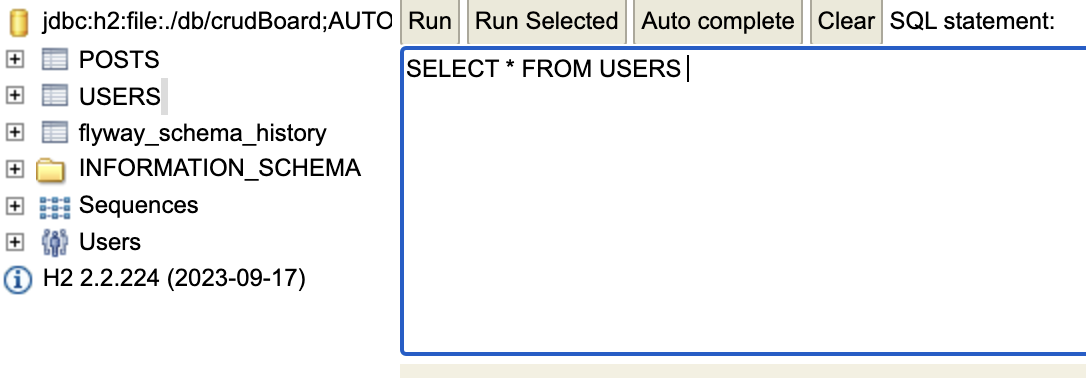 jdbc:h2:file:./db/crudBoard;AUTO
Run Run Selected Auto complete Clear SQL statement:
POSTS
USERS
flyway_schema_history
INFORMATION_SCHEMA
Sequences
Users
H2 2.2.224 (2023-09-17)
SELECT * FROM USERS